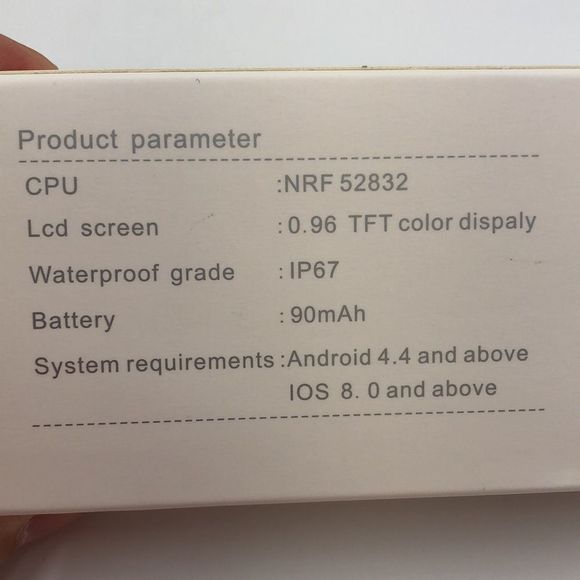 Product parameter
CPU :NRF 52832
Lcd screen :0.96 TFT color dispaly
Waterproof grade :IP67
Battery :90mAh
System requirements :Android 4.4 and above
IOS 8. 0 and above